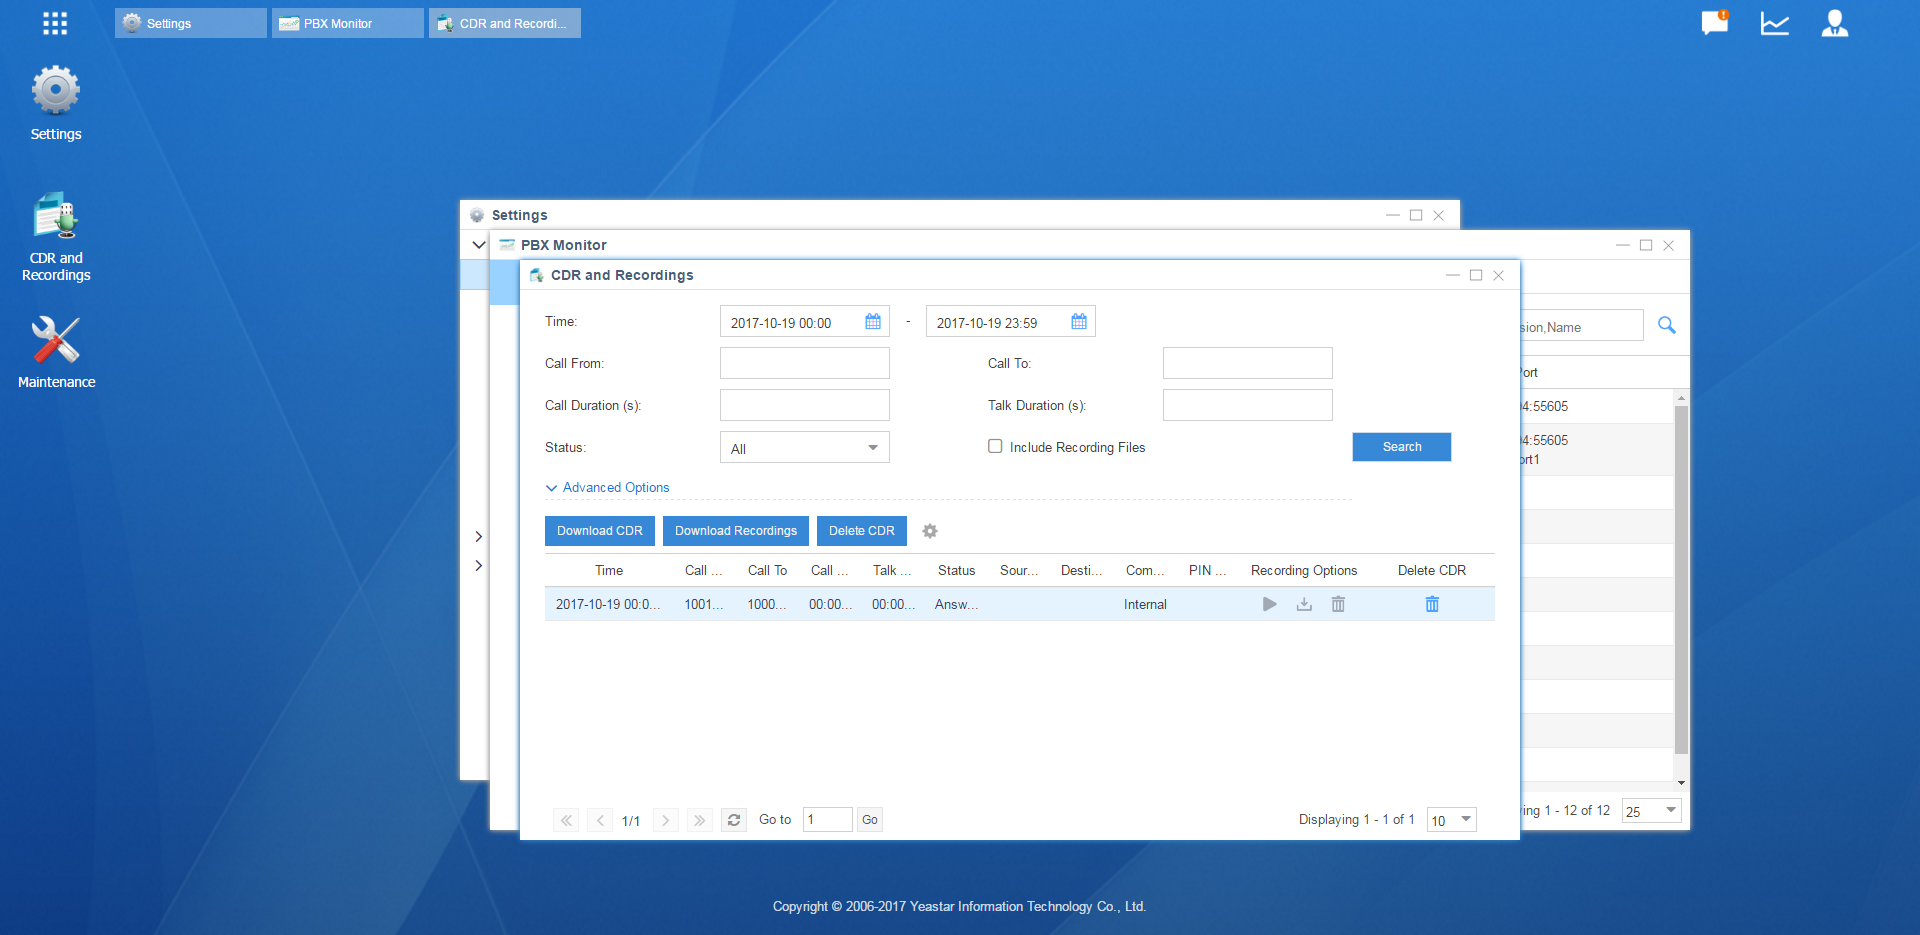 Settings
PBX Monitor
CDR and Recordi...
Settings
CDR and
Recordings
Maintenance
Settings
PBX Monitor
CDR and Recordings
Time:
2017-10-19 00:00
-
2017-10-19 23:59
Call From:
Call To:
Call Duration (s):
Talk Duration (s):
Status:
All
Include Recording Files
Search
Advanced Options
Download CDR
Download Recordings
Delete CDR
Time Call ... Call To Call ... Talk ... Status Sour... Desti... Com... PIN ... Recording Options Delete CDR
2017-10-19 00:0... 1001... 1000... 00:00... 00:00... Answ... Internal
1/1
Go to
1
Go
Displaying 1 - 1 of 1
10
sion,Name
ort
4:55605
4:55605
ort1
ing 1 - 12 of 12
25
Copyright © 2006-2017 Yeastar Information Technology Co., Ltd.